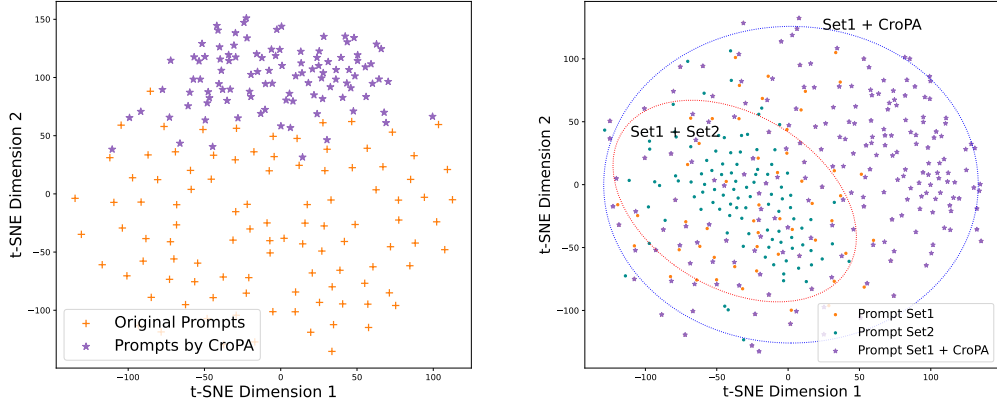 150
100
50
0
−50
−100
−100
−50
0
50
100
t-SNE Dimension 1
t-SNE Dimension 2
Original Prompts
Prompts by CroPA
100
50
0
−50
−100
−100
−50
0
50
100
t-SNE Dimension 1
t-SNE Dimension 2
Set1 + CroPA
Set1 + Set2
Prompt Set1
Prompt Set2
Prompt Set1 + CroPA